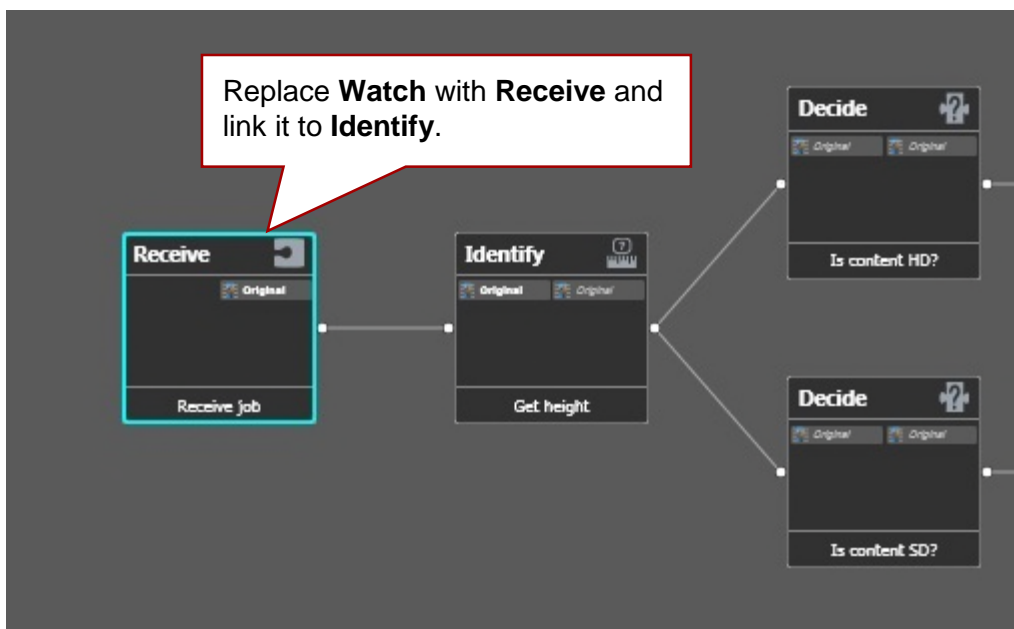 Replace Watch with Receive and
link it to Identify.
Receive
Original
Receive job
Identify
?
Original Original
Get height
Decide ?
Original Original
Is content HD?
Decide ?
Original Original
Is content SD?